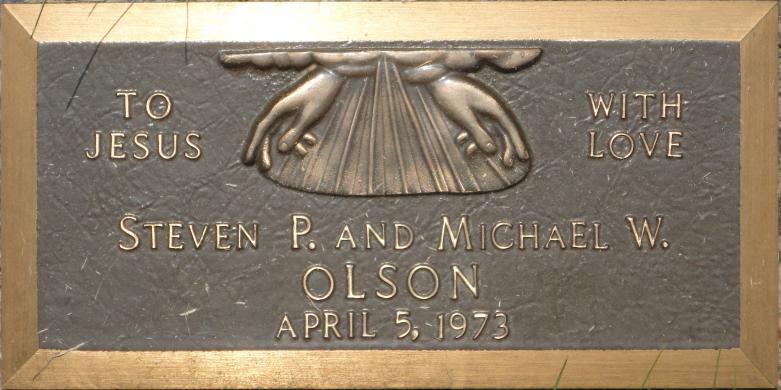 TO JESUS
WITH LOVE
STEVEN P. AND MICHAEL W.
OLSON
APRIL 5, 1973